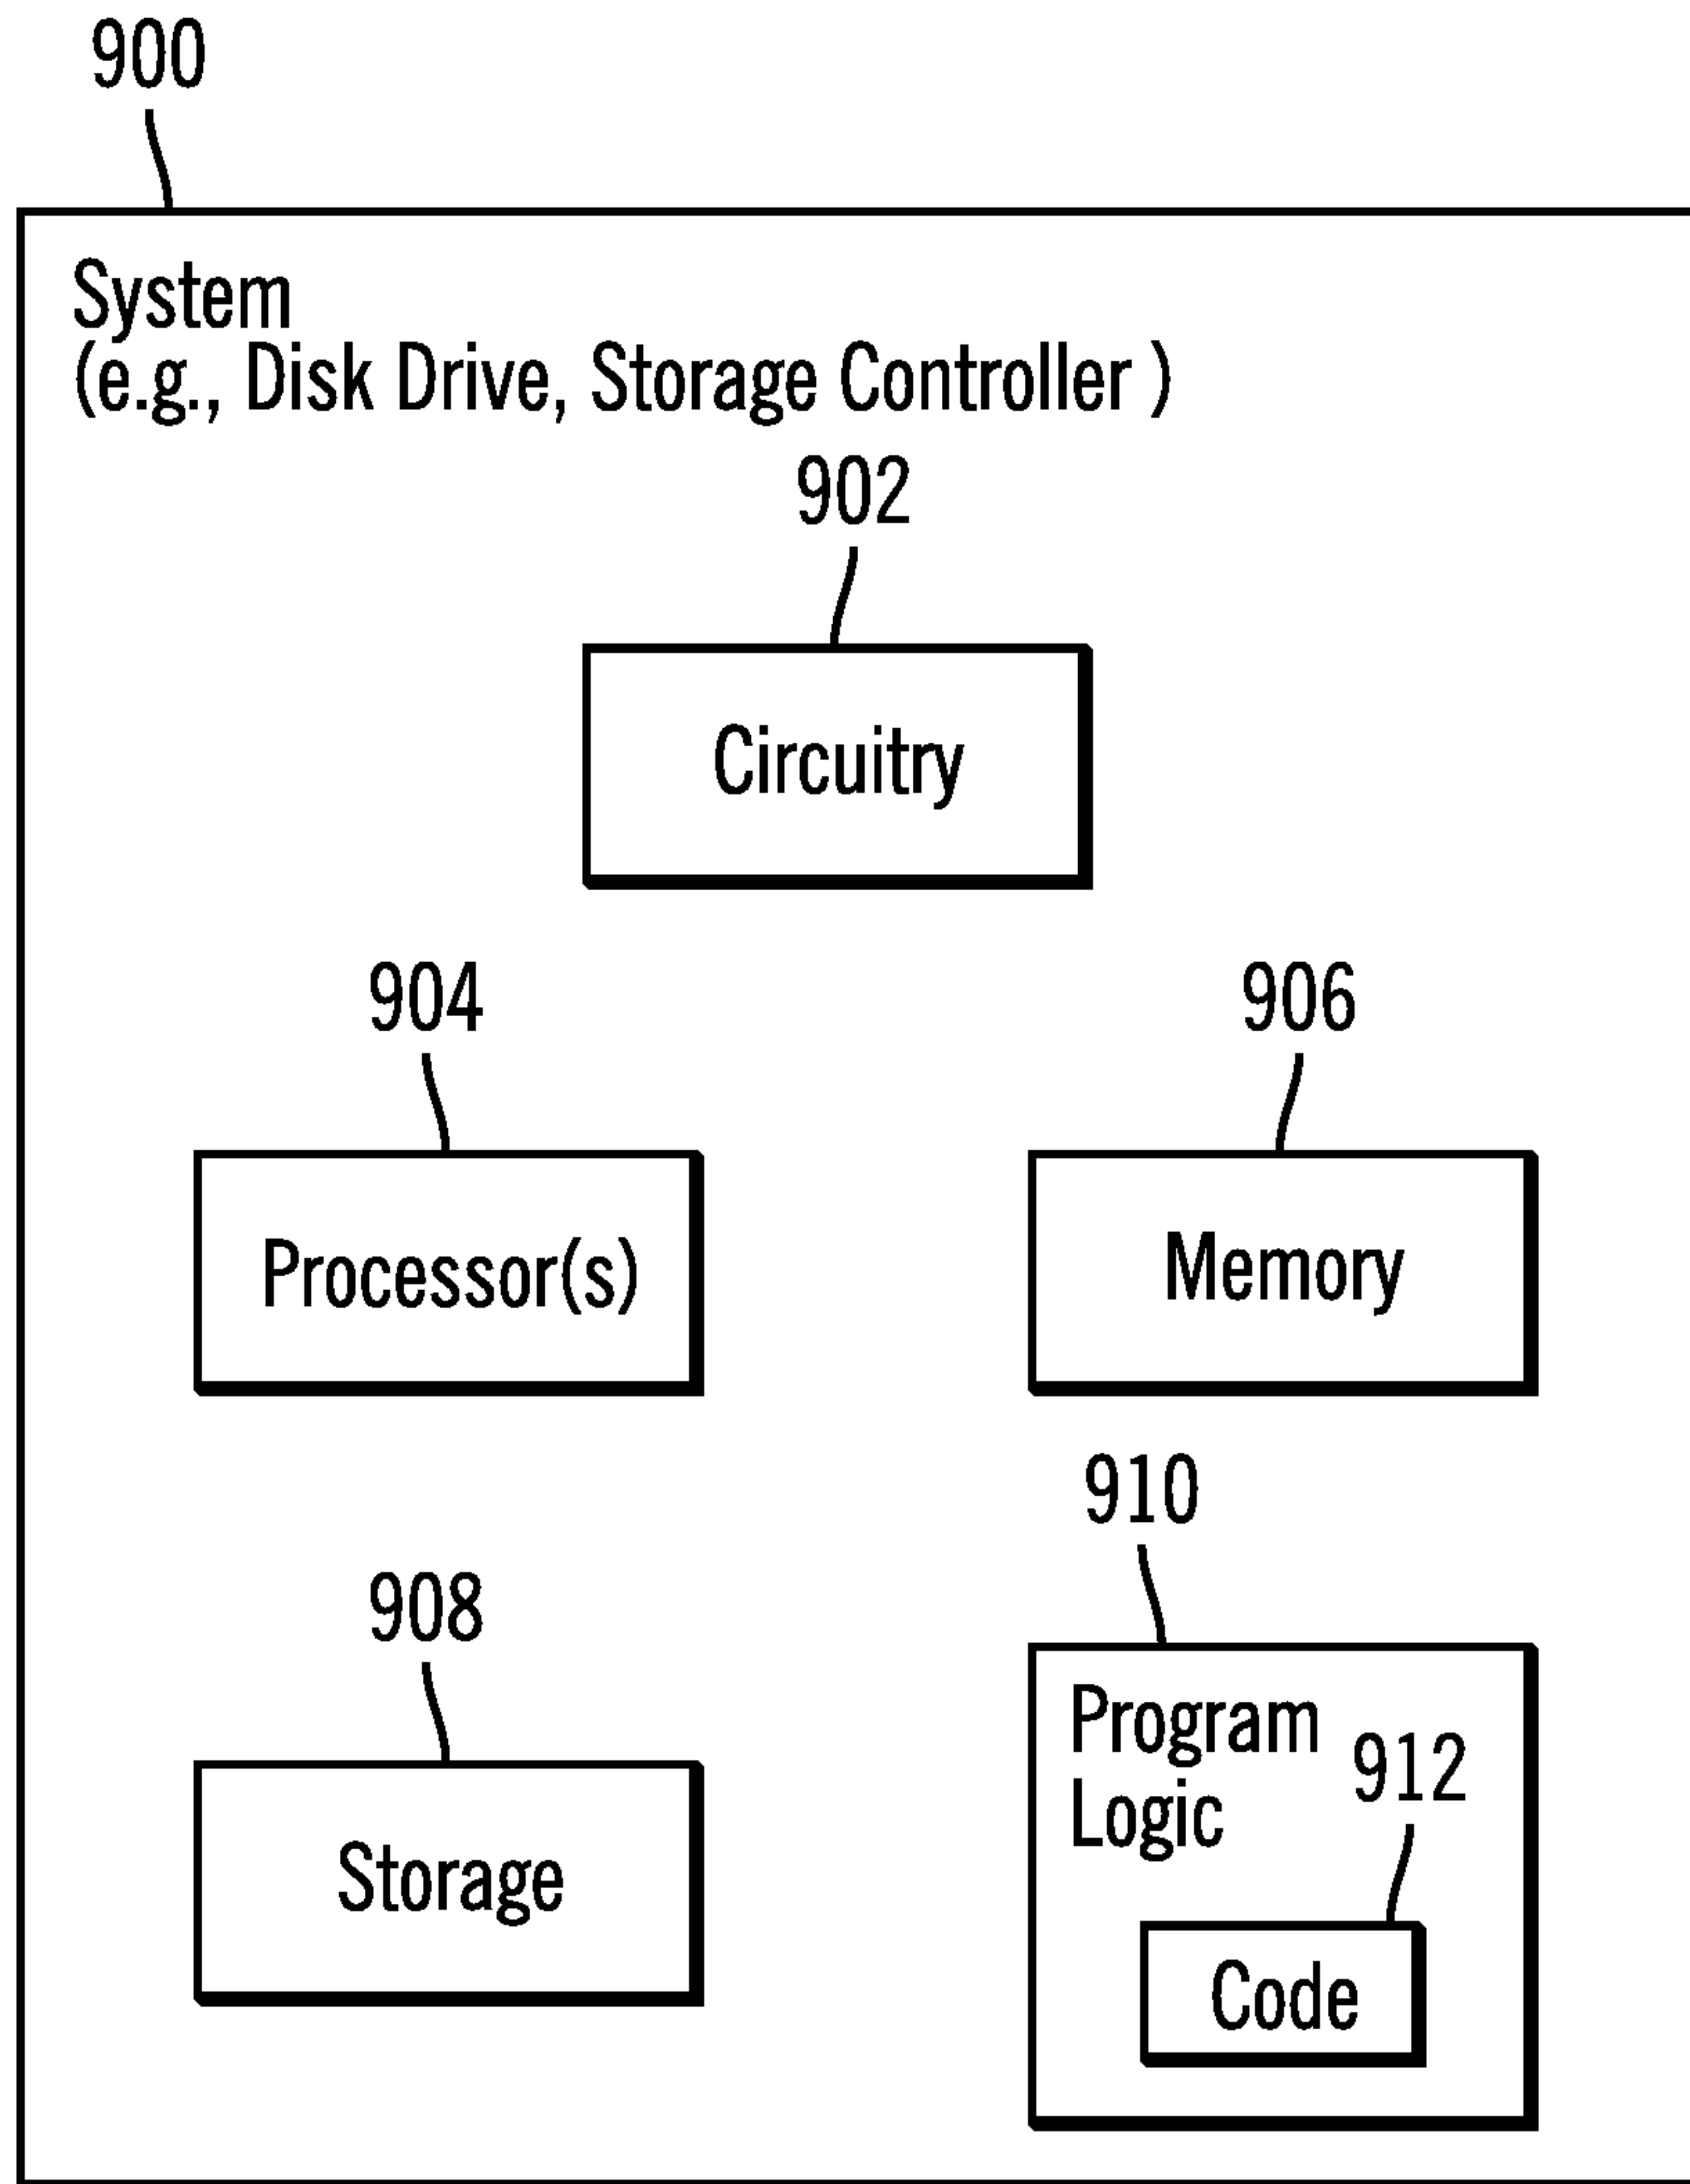 900
System
(e.g., Disk Drive, Storage Controller )
902
Circuitry
904
906
Processor(s)
Memory
910
908
Program
Logic
912
Storage
Code